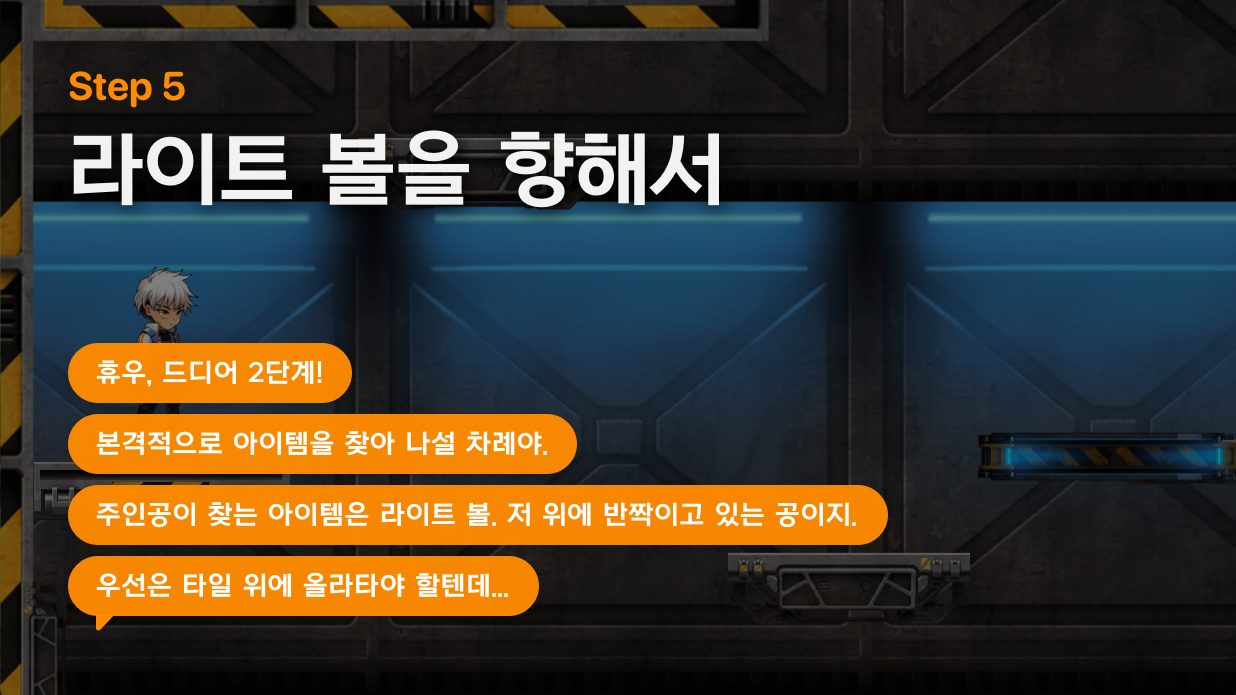 Step 5
라이트 볼을 향해서
휴우, 드디어 2단계!
본격적으로 아이템을 찾아 나설 차례야.
주인공이 찾는 아이템은 라이트 볼. 저 위에 반짝이고 있는 공이지.
우선은 타일 위에 올라타야 할텐데...